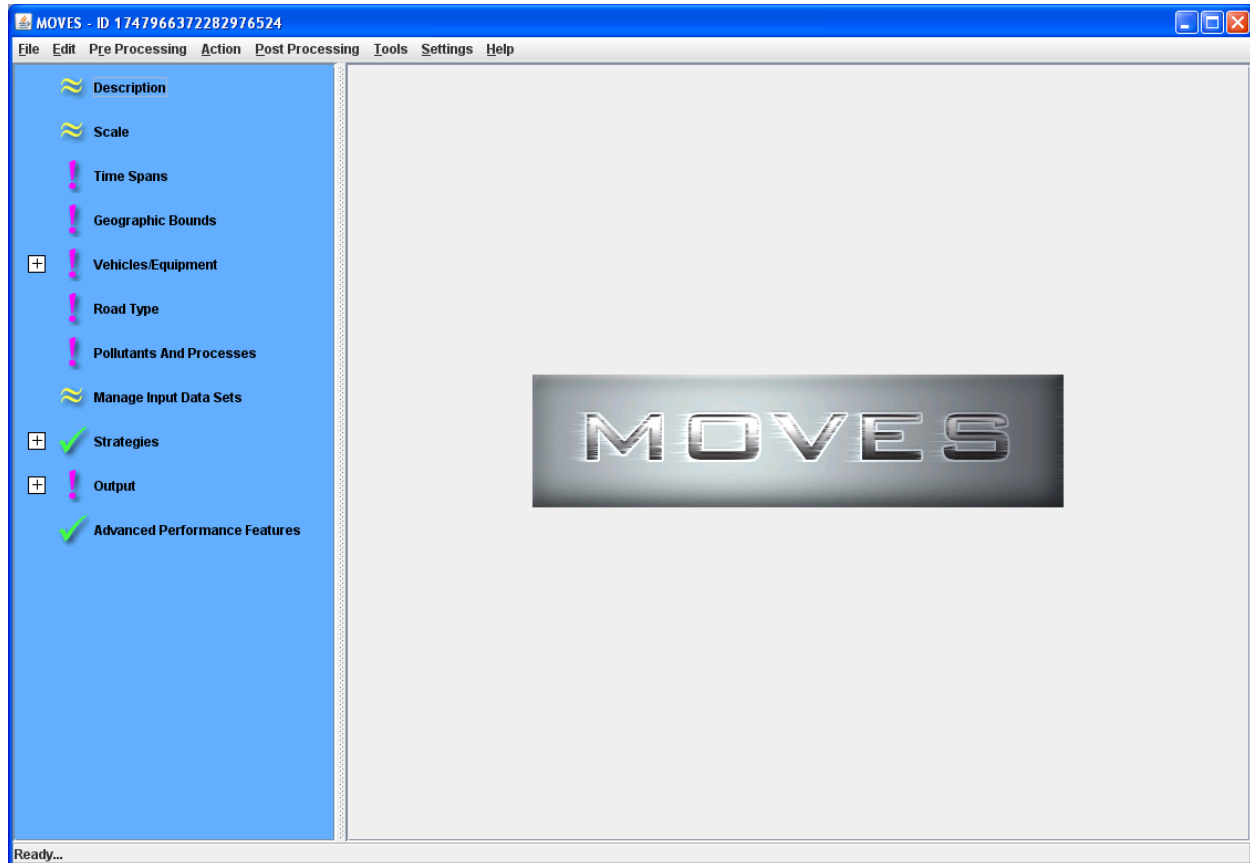 MOVES - ID 1747966372282976524
File Edit Pre Processing Action Post Processing Tools Settings Help
Description
Scale
Time Spans
Geographic Bounds
Vehicles/Equipment
Road Type
Pollutants And Processes
Manage Input Data Sets
Strategies
Output
Advanced Performance Features
MOVES
Ready...